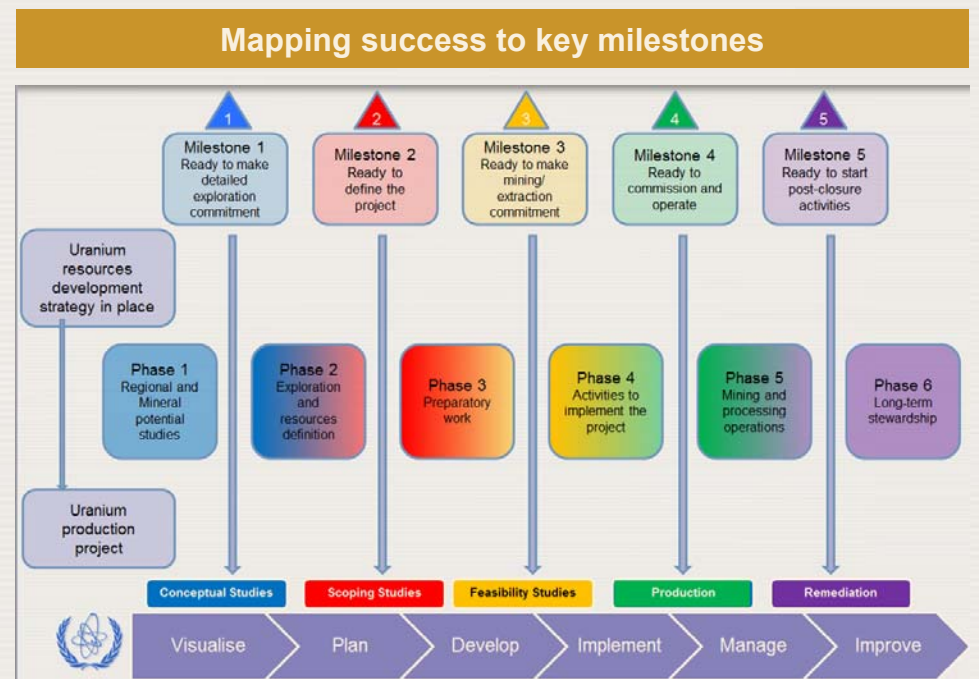 Mapping success to key milestones
1
2
3
4
5
Milestone 1
Ready to make
detailed
exploration
commitment
Milestone 2
Ready to
define the
project
Milestone 3
Ready to make
mining/
extraction
commitment
Milestone 4
Ready to
commission and
operate
Milestone 5
Ready to start
post-closure
activities
Uranium
resources
development
strategy in place
Phase 1
Regional and
Mineral
potential
studies
Phase 2
Exploration
and
resources
definition
Phase 3
Preparatory
work
Phase 4
Activities to
implement the
project
Phase 5
Mining and
processing
operations
Phase 6
Long-term
stewardship
Uranium
production
project
Conceptual Studies
Scoping Studies
Feasibility Studies
Production
Remediation
Visualise
Plan
Develop
Implement
Manage
Improve